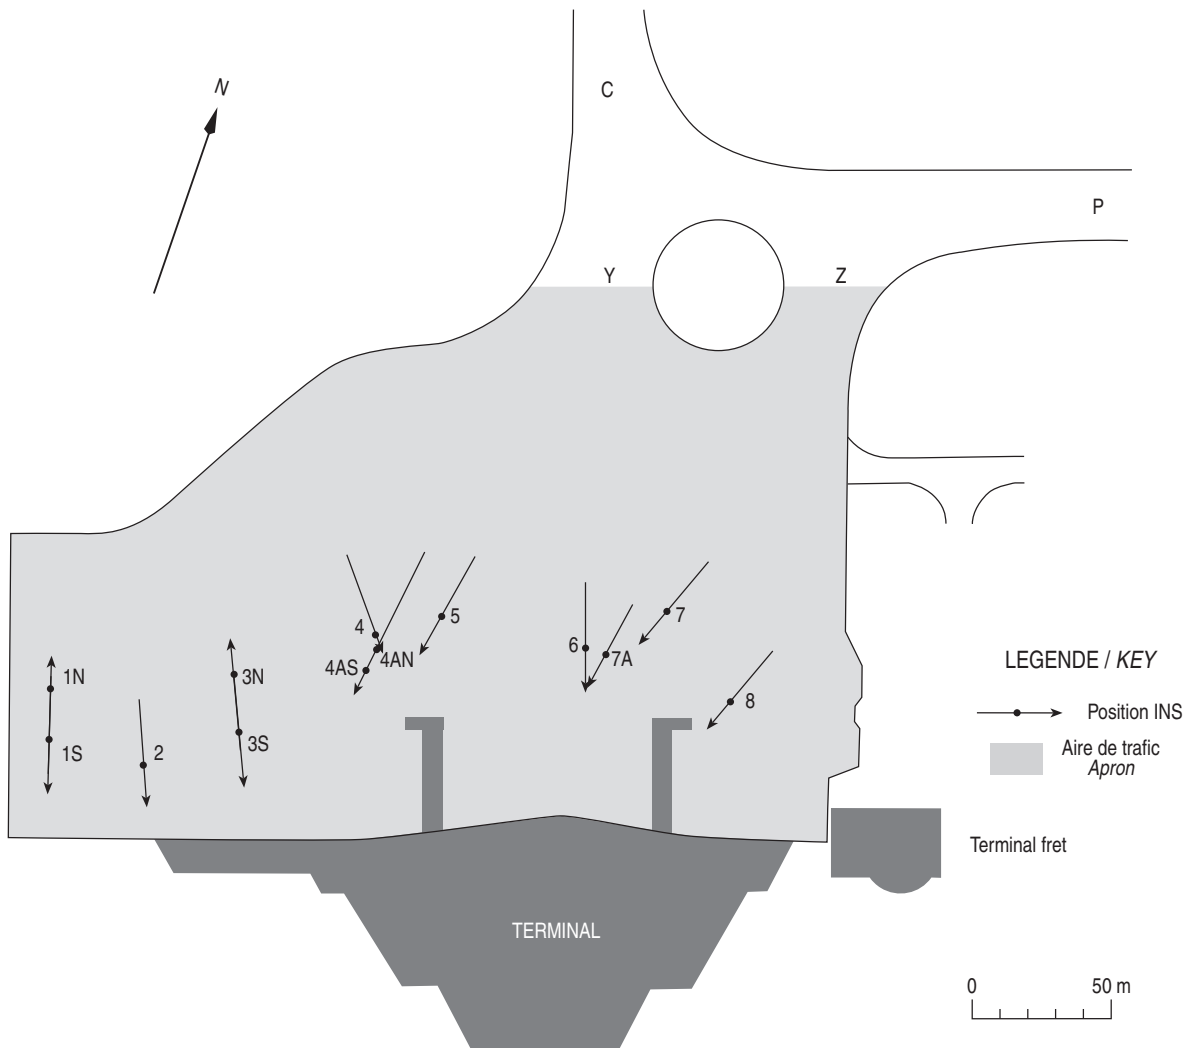 N
C
P
Y
Z
4
5
6
7
7A
4AN
4AS
8
1N
3N
1S
2
3S
LEGENDE / KEY
Position INS
Aire de trafic
Apron
Terminal fret
TERMINAL
0
50 m